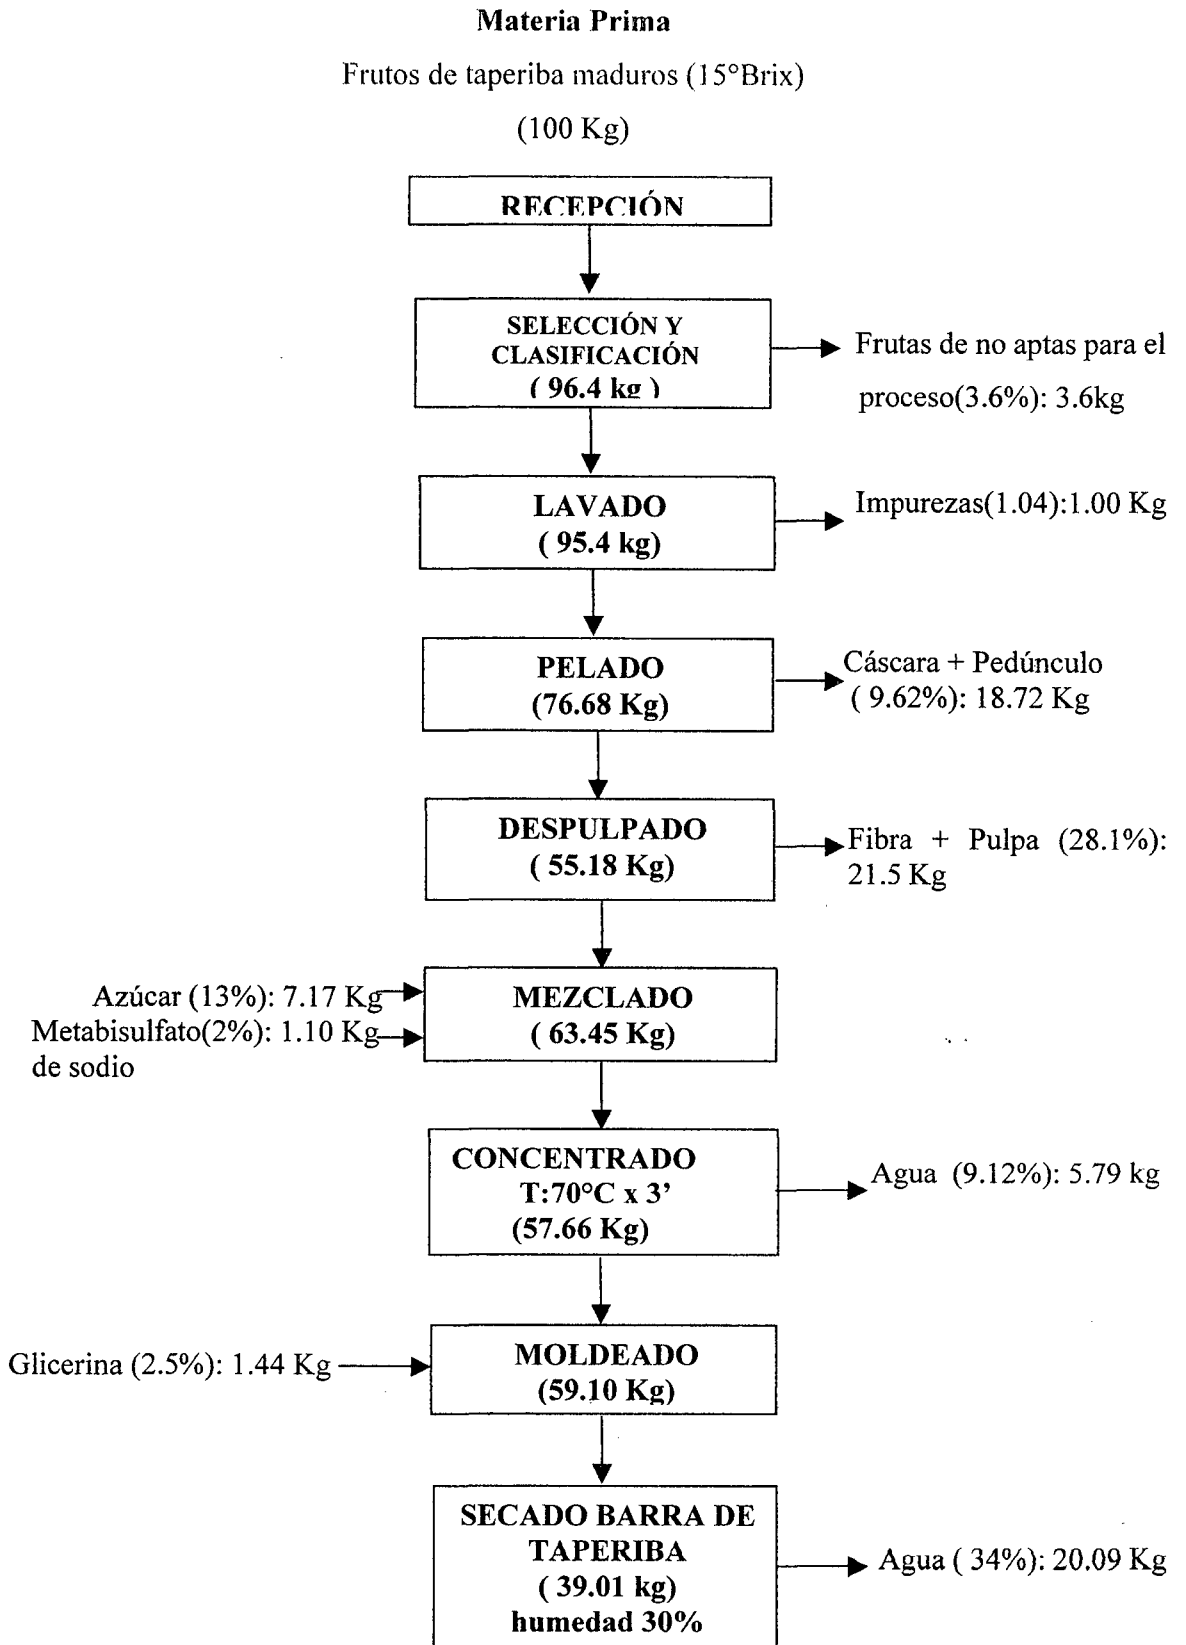 Materia Prima
Frutos de taperiba maduros (15°Brix)
(100 Kg)
RECEPCIÓN
SELECCIÓN Y
CLASIFICACIÓN
( 96.4 kg )
Frutas de no aptas para el
proceso(3.6%): 3.6kg
LAVADO
( 95.4 kg)
Impurezas(1.04):1.00 Kg
PELADO
(76.68 Kg)
Cáscara + Pedúnculo
( 9.62%): 18.72 Kg
DESPULPADO
( 55.18 Kg)
Fibra + Pulpa (28.1%):
21.5 Kg
Azúcar (13%): 7.17 Kg
Metabisulfato(2%): 1.10 Kg
de sodio
MEZCLADO
( 63.45 Kg)
CONCENTRADO
T:70°C x 3’
(57.66 Kg)
Agua (9.12%): 5.79 kg
Glicerina (2.5%): 1.44 Kg
MOLDEADO
(59.10 Kg)
SECADO BARRA DE
TAPERIBA
( 39.01 kg)
humedad 30%
Agua ( 34%): 20.09 Kg